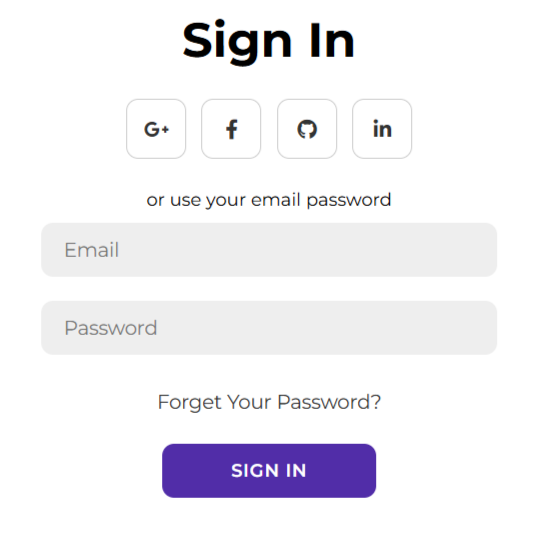 Sign In
G+ f in
or use your email password
Email
Password
Forget Your Password?
SIGN IN